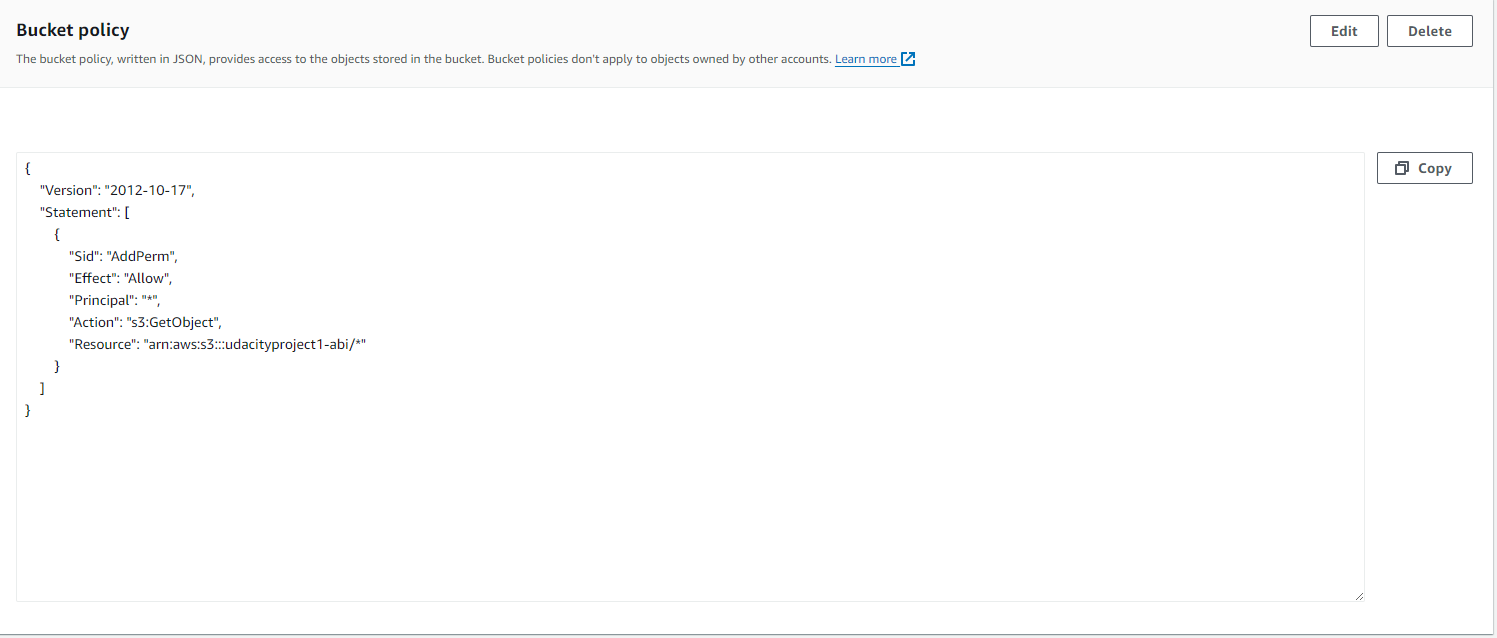 Bucket policy
Edit
Delete
The bucket policy, written in JSON, provides access to the objects stored in the bucket. Bucket policies don't apply to objects owned by other accounts. Learn more
Copy
{
"Version": "2012-10-17",
"Statement": [
{
"Sid": "AddPerm",
"Effect": "Allow",
"Principal": "*",
"Action": "s3:GetObject",
"Resource": "arn:aws:s3:::udacityproject1-abi/*"
}
]
}